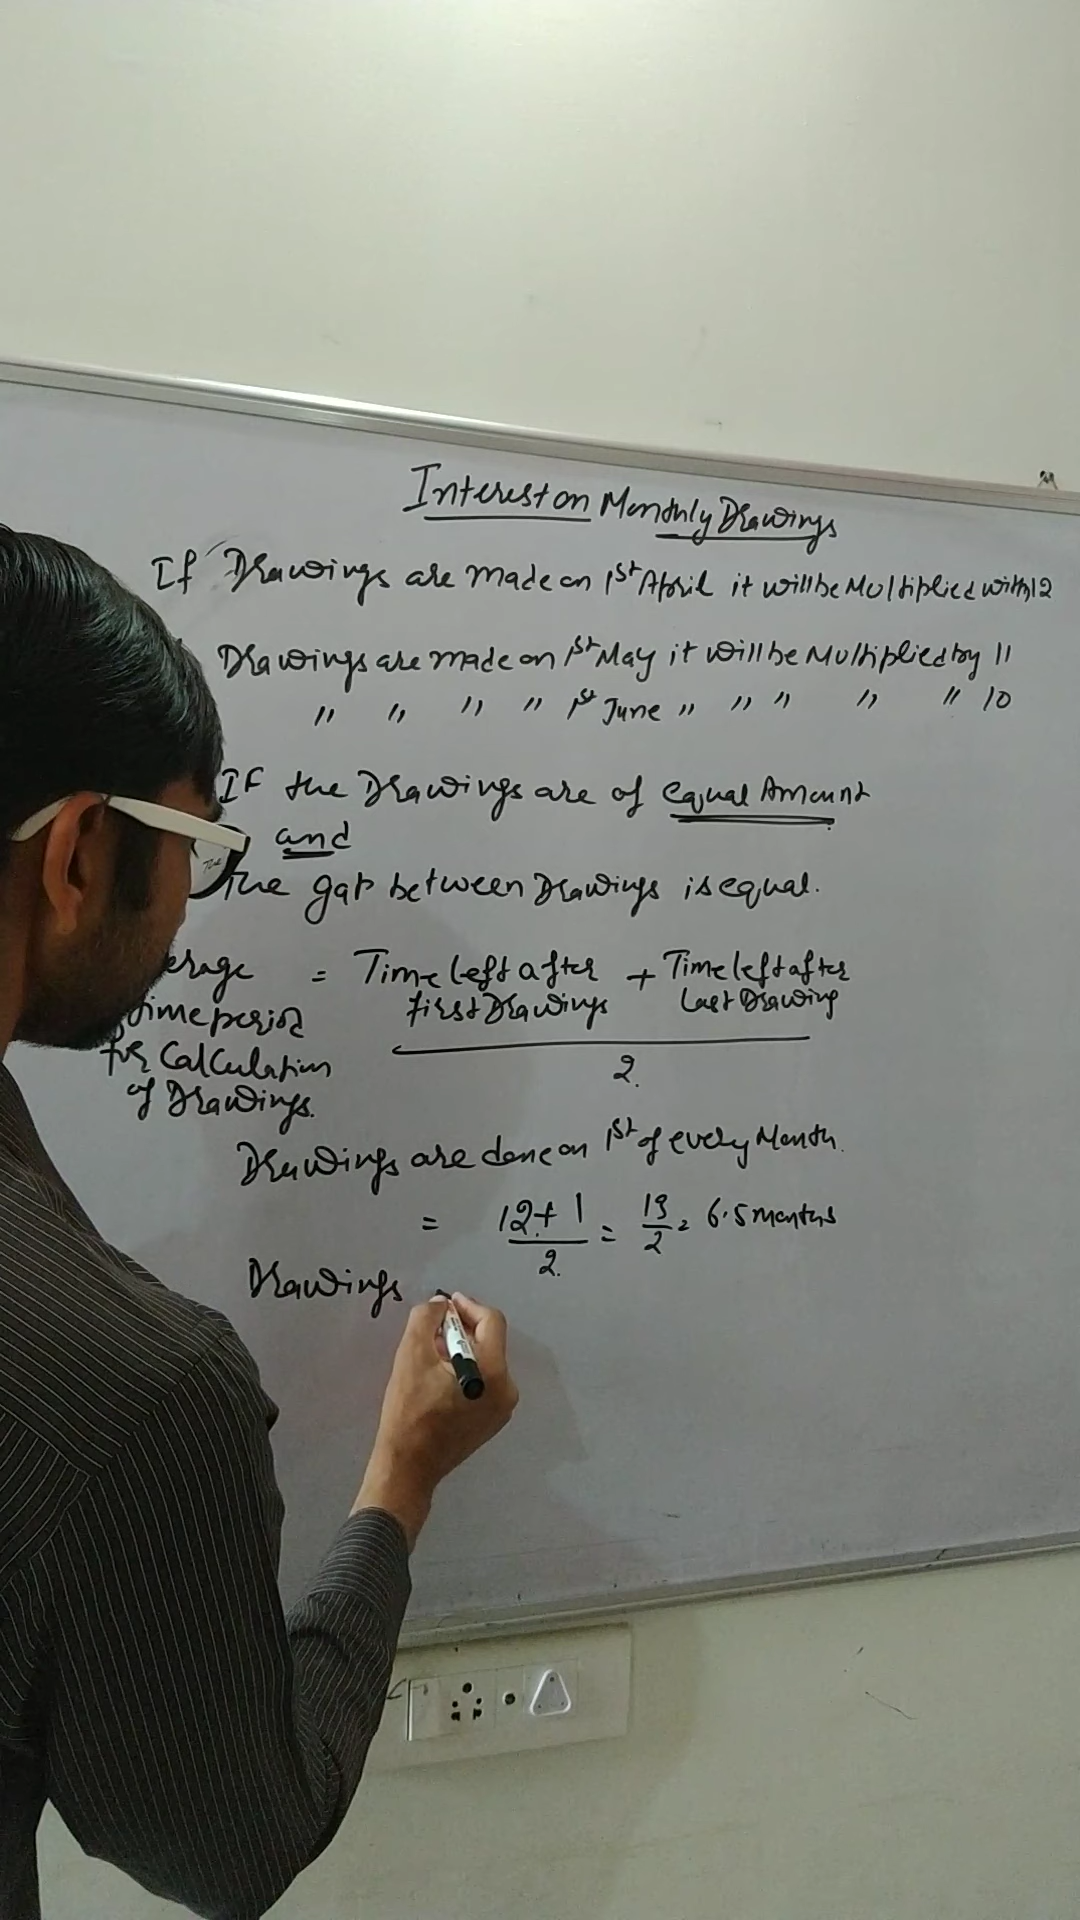 Interest on Monthly Drawings
If Drawings are made on 1st April it will be Multiplied with 12
Drawings are made on 1st May it will be Multiplied by 11
" " " " 1st June " " " " " 10
IF the Drawings are of equal Amount
and
The gap between Drawings is equal.
erage = Time left after + Time left after
Time period first Drawings Last Drawing
for Calculation 2.
of Drawings.
Drawings are done on 1st of every Month.
= 12+1 = 13 = 6.5 months
2. 2
Drawings